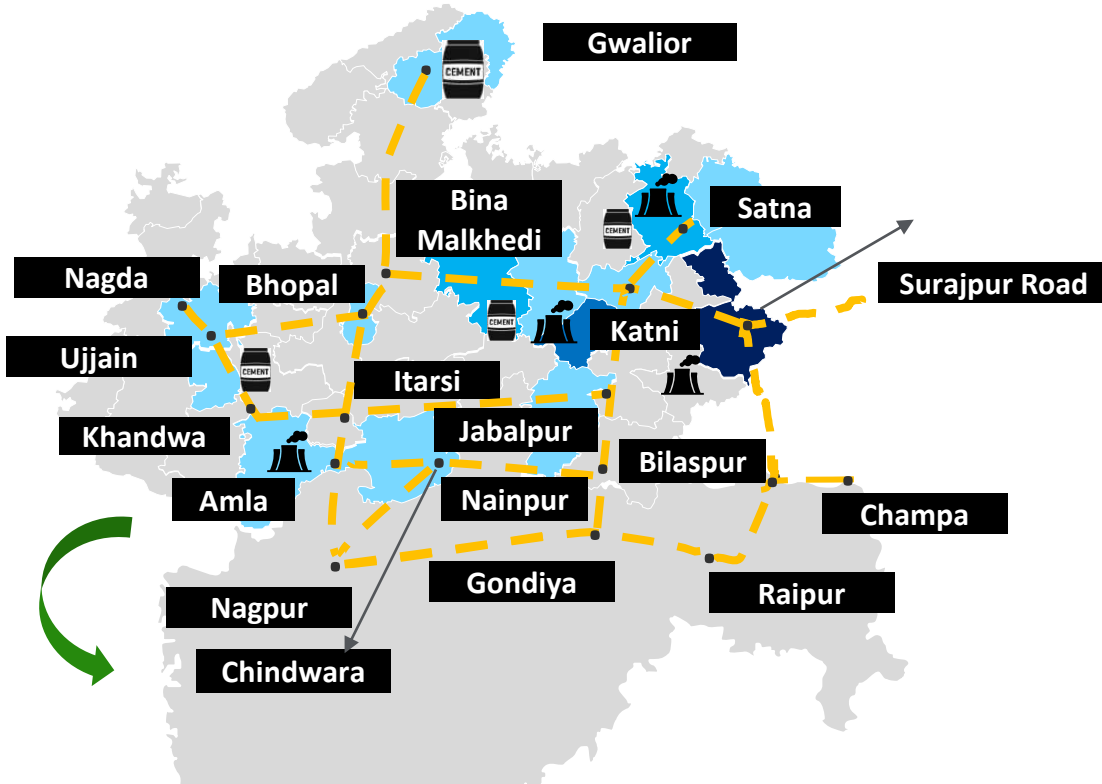 Gwalior
CEMENT
Bina
Malkhedi
Satna
CEMENT
Nagda
Bhopal
Surajpur Road
CEMENT
Katni
Ujjain
CEMENT
Itarsi
Khandwa
Jabalpur
Bilaspur
Amla
Nainpur
Champa
Gondiya
Raipur
Nagpur
Chindwara